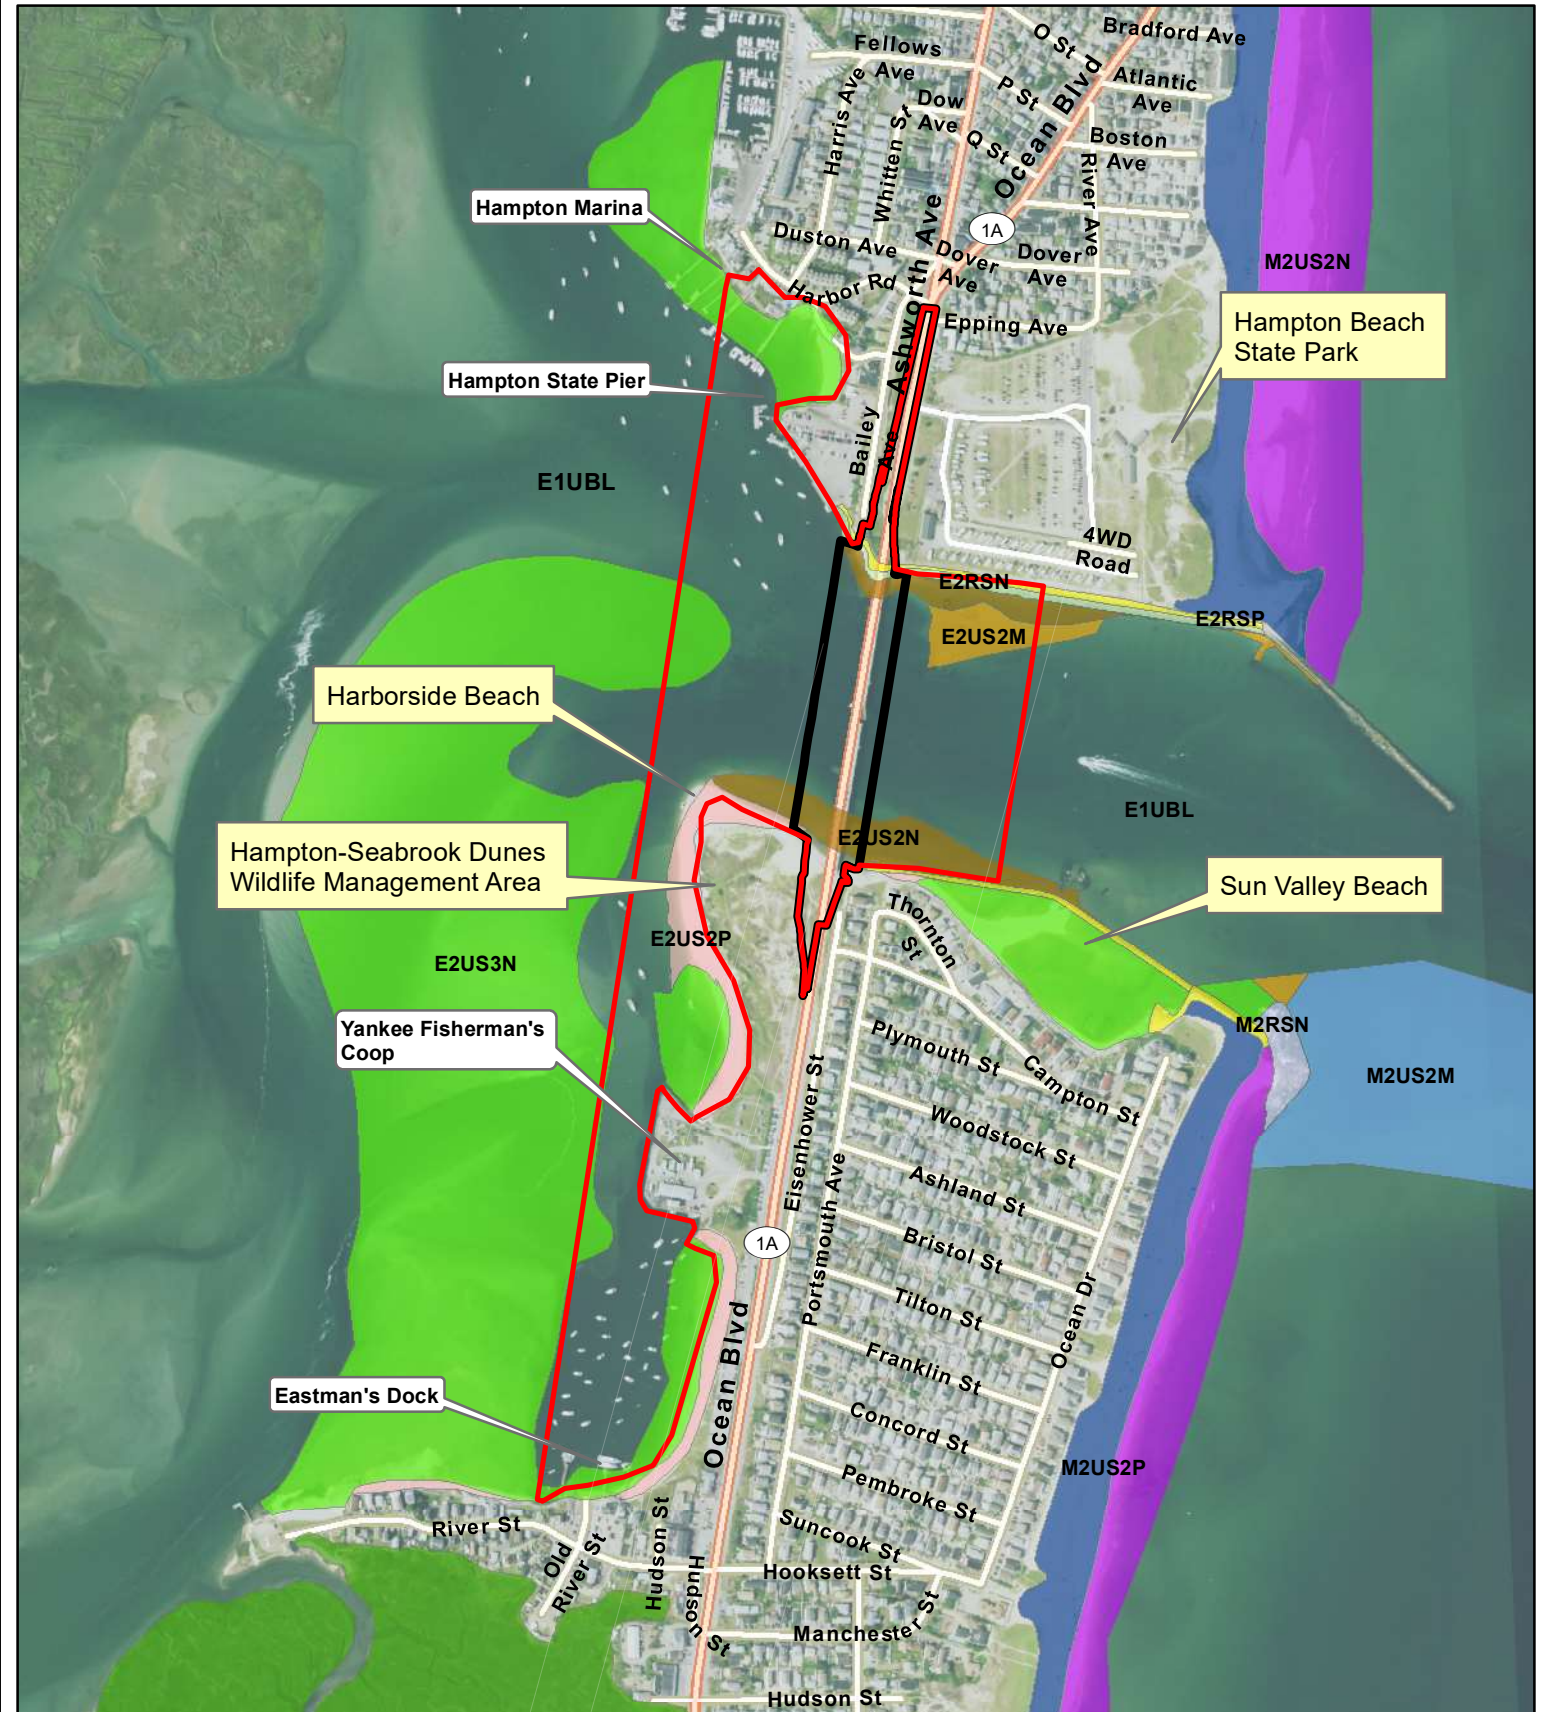 Bradford Ave
O St
Fellows
Ave
Ocean Blvd
Atlantic
Ave
P St
Harris Ave
Dow
Ave
Whitten St
Q St
Boston
Ave
River Ave
Hampton Marina
1A
Duston Ave
Dover
Ave
Dover
Ave
M2US2N
Harbor Rd
Ashworth Ave
Epping Ave
Hampton Beach
State Park
Hampton State Pier
Bailey
Ave
E1UBL
4WD
Road
E2RSN
E2RSP
E2US2M
Harborside Beach
E1UBL
E2US2N
Hampton-Seabrook Dunes
Wildlife Management Area
Sun Valley Beach
Thornton
St
E2US2P
E2US3N
Yankee Fisherman's
Coop
M2RSN
Plymouth St
Campton St
M2US2M
Eisenhower St
Woodstock St
Portsmouth Ave
Ashland St
1A
Bristol St
Tilton St
Ocean Dr
Ocean Blvd
Franklin St
Eastman's Dock
Concord St
M2US2P
Pembroke St
Suncook St
River St
Old
River St
Hudson St
Hudson St
Hooksett St
Manchester St
Hudson St